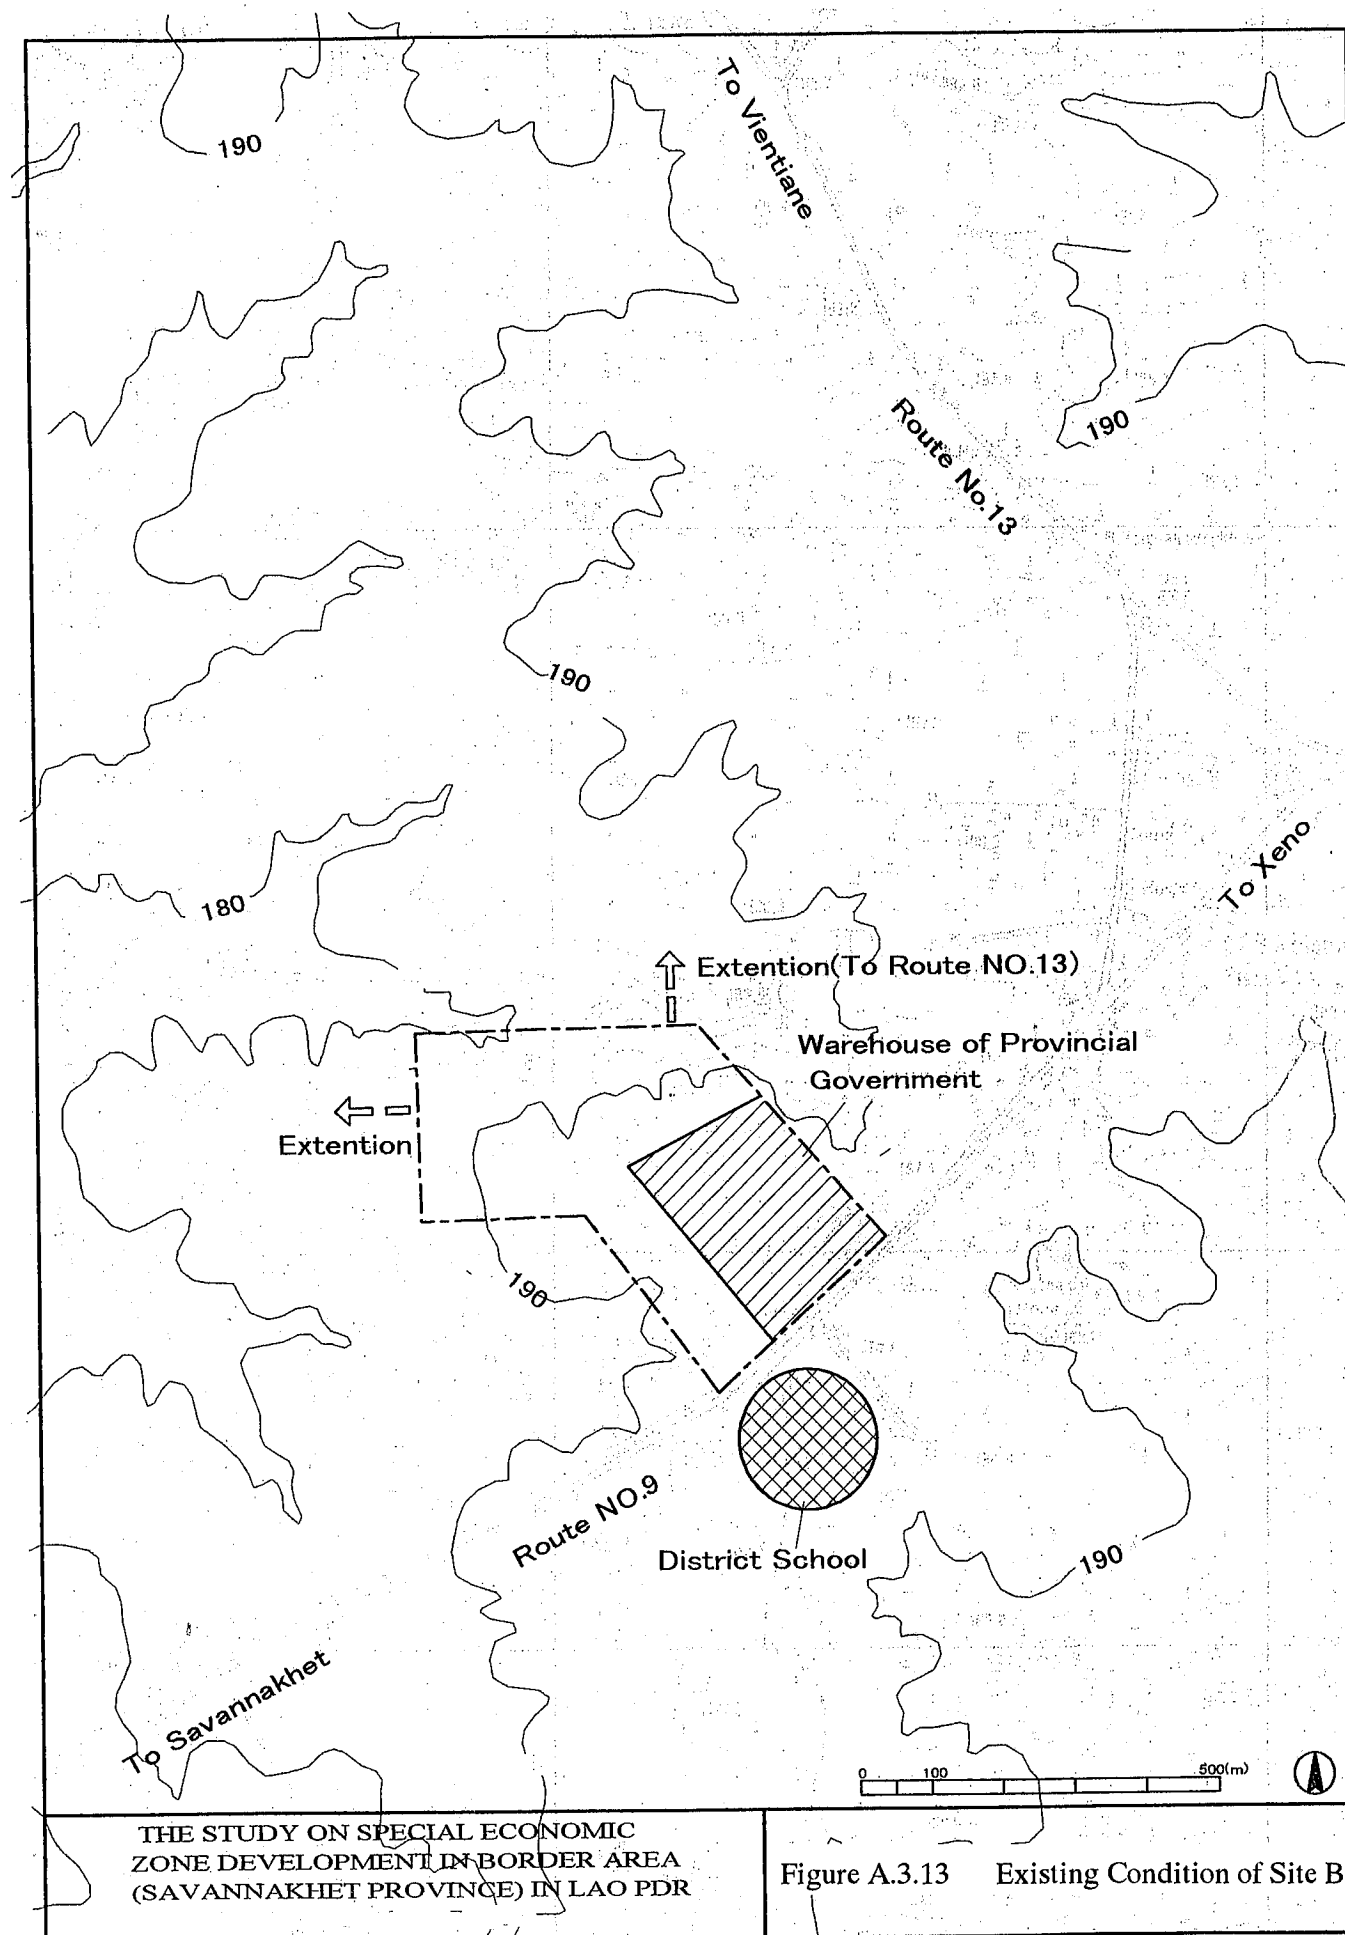 To Vientiane
190
Route No.13
190
190
To Xeno
180
Extention(To Route NO.13)
Warehouse of Provincial
Government
Extention
190
Route NO.9
District School
190
To Savannakhet
0 100 500(m)
THE STUDY ON SPECIAL ECONOMIC
ZONE DEVELOPMENT IN BORDER AREA
(SAVANNAKHET PROVINCE) IN LAO PDR
Figure A.3.13 Existing Condition of Site B